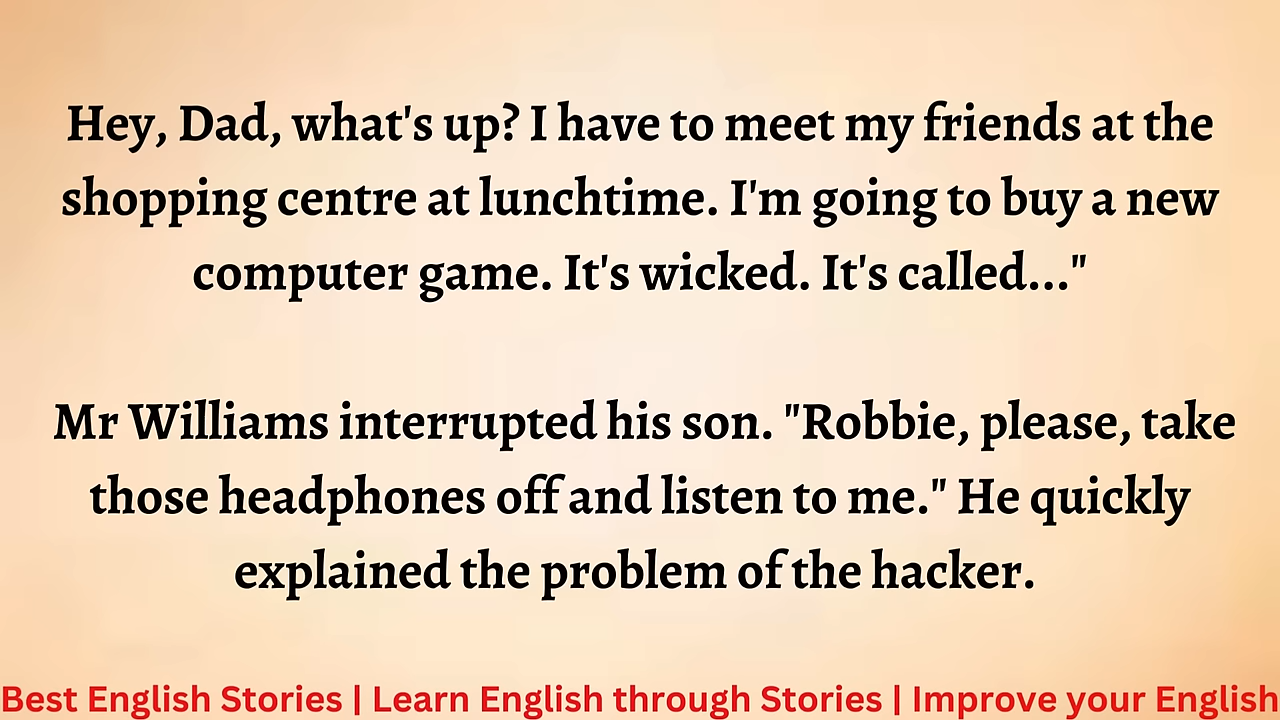 Hey, Dad, what's up? I have to meet my friends at the
shopping centre at lunchtime. I'm going to buy a new
computer game. It's wicked. It's called..."
Mr Williams interrupted his son. "Robbie, please, take
those headphones off and listen to me." He quickly
explained the problem of the hacker.
Best English Stories | Learn English through Stories | Improve your English